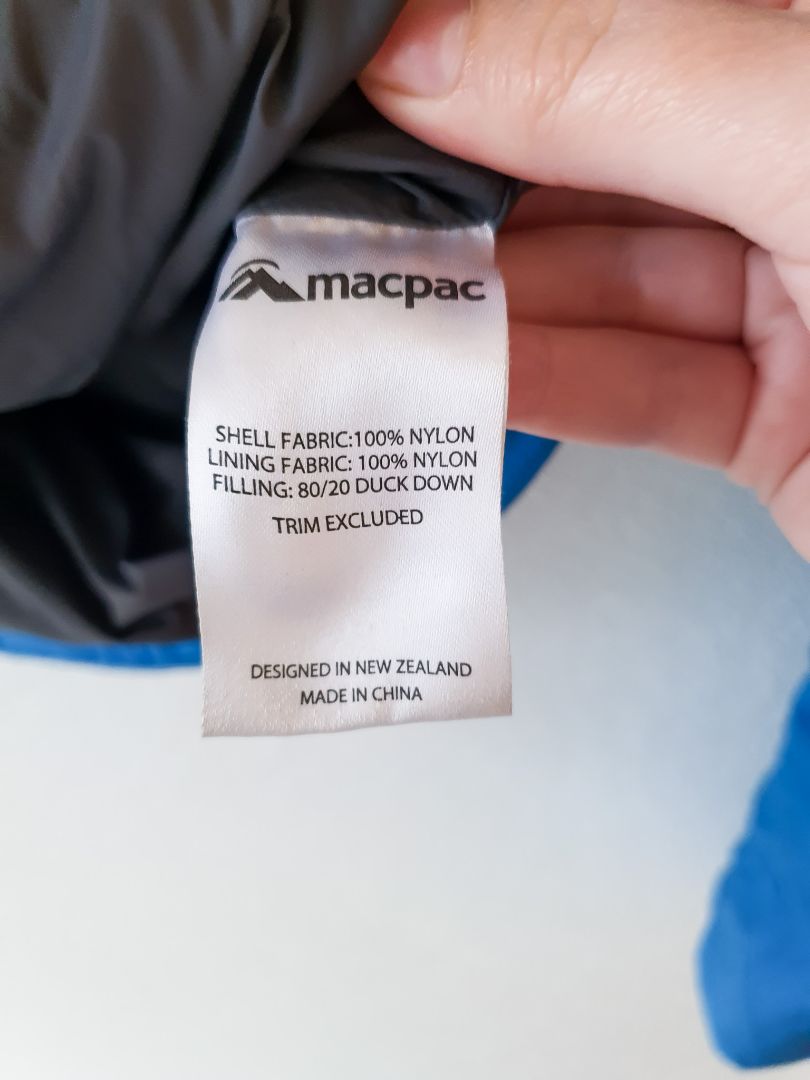 macpac
SHELL FABRIC:100% NYLON
LINING FABRIC: 100% NYLON
FILLING: 80/20 DUCK DOWN
TRIM EXCLUDED
DESIGNED IN NEW ZEALAND
MADE IN CHINA